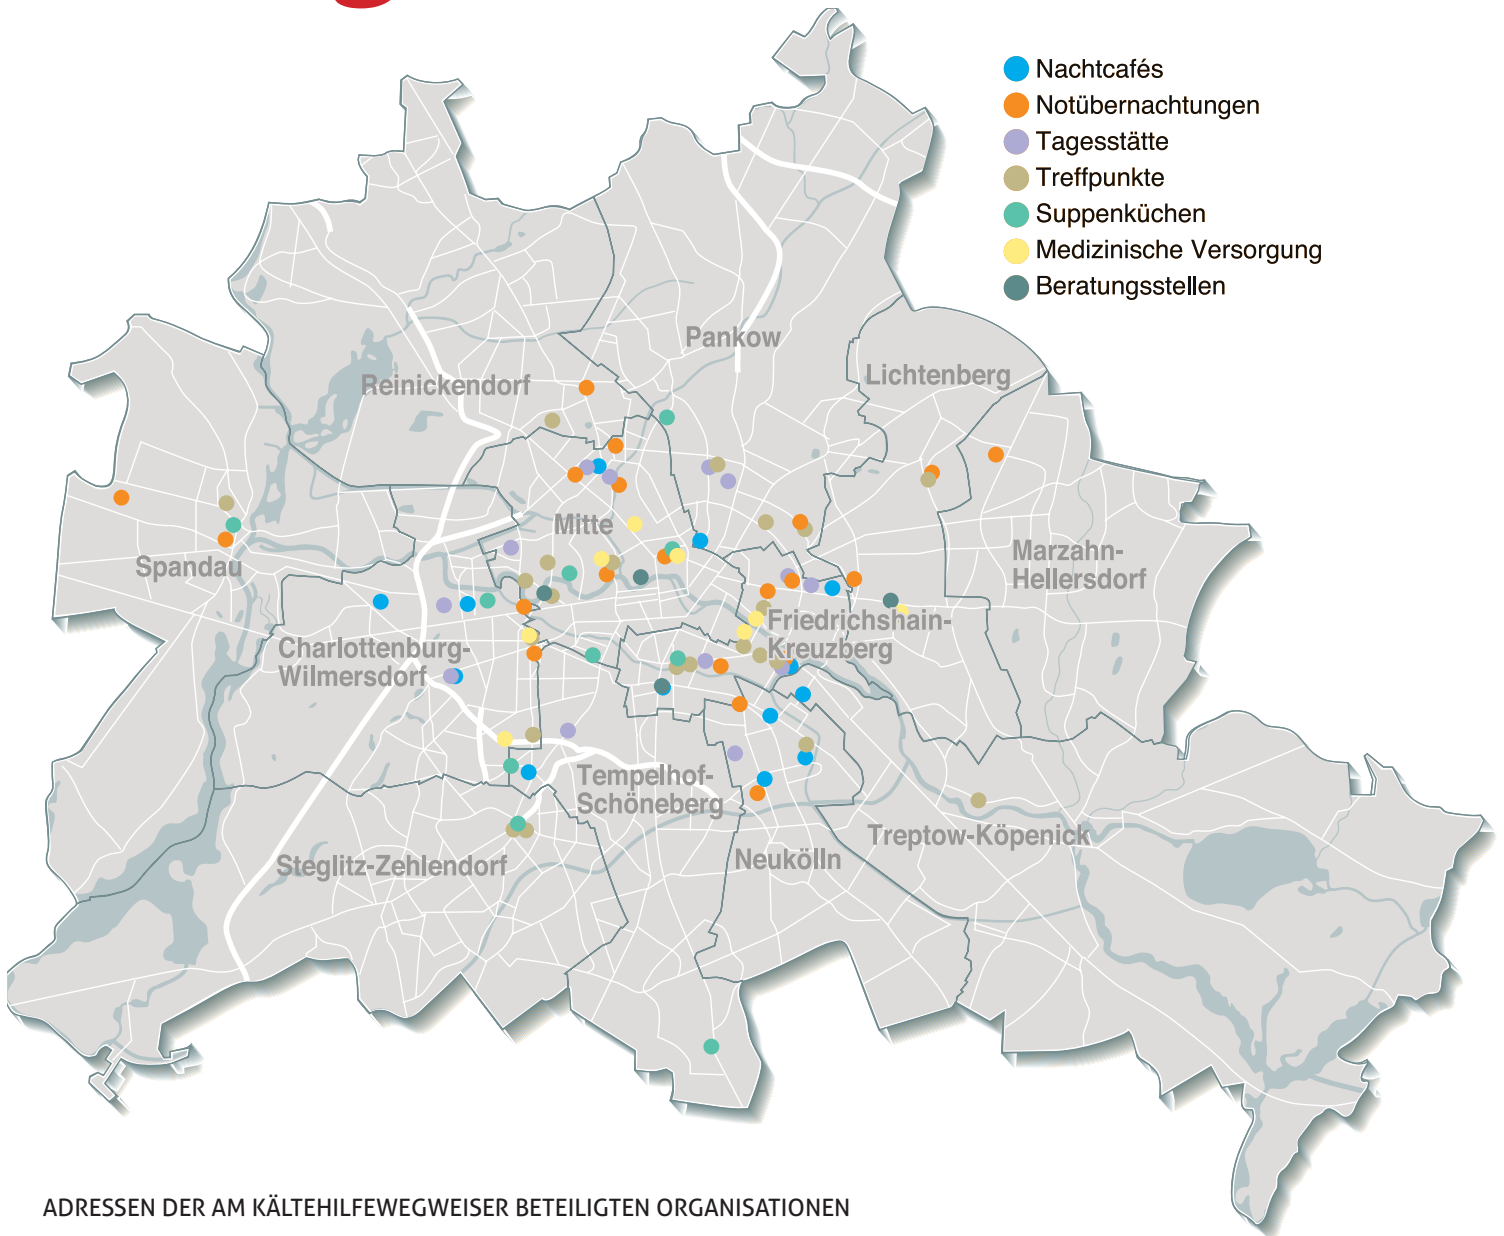 Nachtcafés
Notübernachtungen
Tagesstätte
Treffpunkte
Suppenküchen
Medizinische Versorgung
Beratungsstellen
Pankow
Lichtenberg
Reinickendorf
Mitte
Marzahn-
Hellersdorf
Spandau
Friedrichshain-
Kreuzberg
Charlottenburg-
Wilmersdorf
Tempelhof-
Schöneberg
Treptow-Köpenick
Neukölln
Steglitz-Zehlendorf
ADRESSEN DER AM KÄLTEHILFEWEGWEISER BETEILIGTEN ORGANISATIONEN